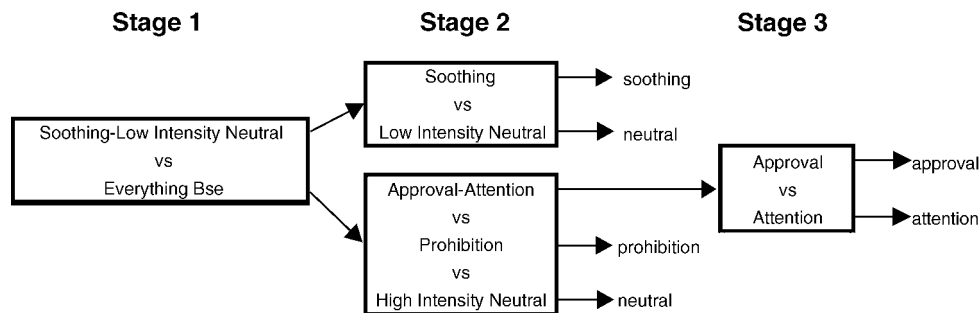 Stage 1
Stage 2
Stage 3
Soothing-Low Intensity Neutral
vs
Everything Bse
Soothing
vs
Low Intensity Neutral
soothing
neutral
Approval-Attention
vs
Prohibition
vs
High Intensity Neutral
prohibition
neutral
Approval
vs
Attention
approval
attention